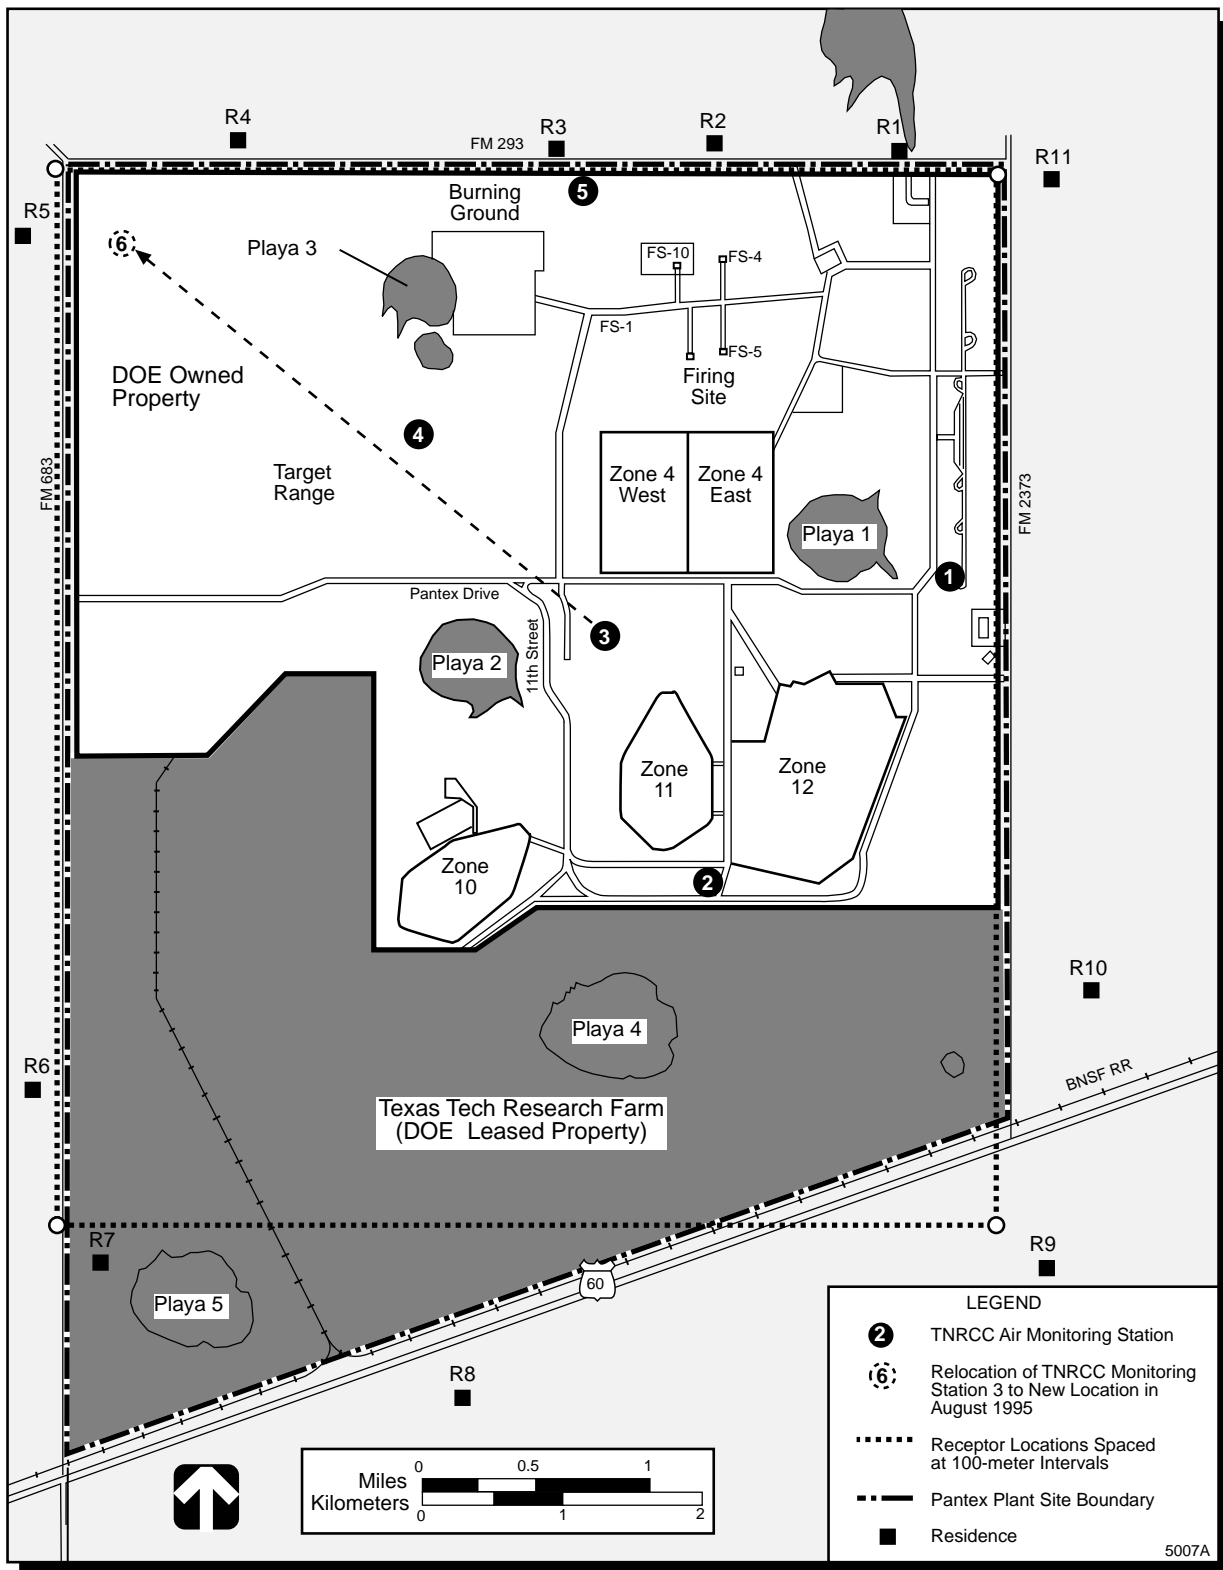 R4
R3
R2
R1
FM 293
R11
R5
5
Burning
Ground
6
Playa 3
FS-10
FS-4
FS-1
FS-5
Firing
Site
DOE Owned
Property
4
Target
Range
Zone 4
West
Zone 4
East
FM 683
FM 2373
Playa 1
1
Pantex Drive
11th Street
3
Playa 2
Zone
11
Zone
12
Zone
10
2
R10
Playa 4
R6
BNSF RR
Texas Tech Research Farm
(DOE Leased Property)
R7
R9
Playa 5
60
R8
LEGEND
2 TNRCC Air Monitoring Station
6 Relocation of TNRCC Monitoring
Station 3 to New Location in
August 1995
Receptor Locations Spaced
at 100-meter Intervals
Pantex Plant Site Boundary
Residence
0 0.5 1
Miles
Kilometers
0 1 2
5007A